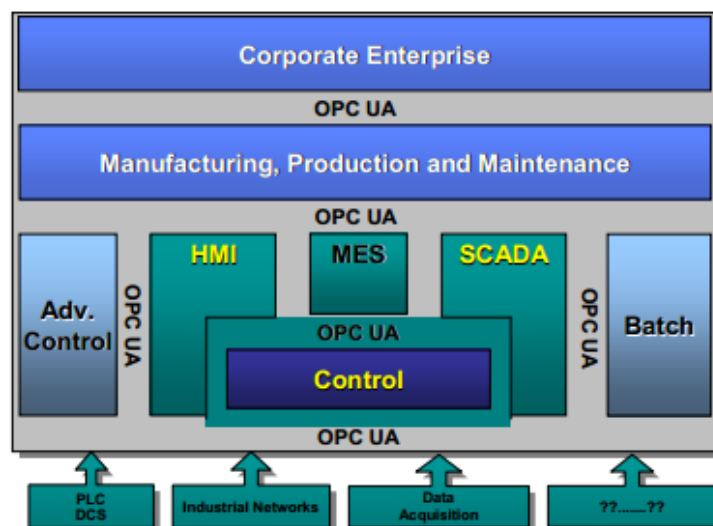 Corporate Enterprise
OPC UA
Manufacturing, Production and Maintenance
OPC UA
HMI
MES
SCADA
Adv.
Control
OPC UA
OPC UA
Control
OPC UA
Batch
OPC UA
PLC
DCS
Industrial Networks
Data
Acquisition
??.......??